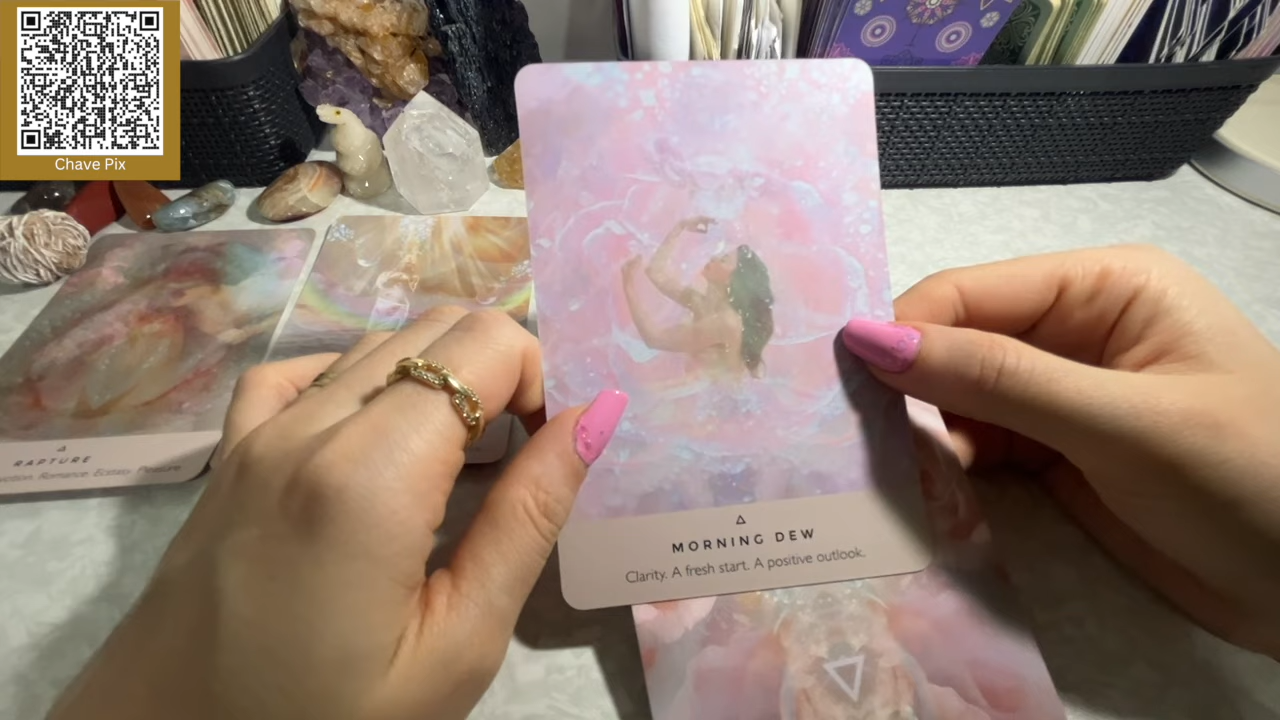 Chave Pix
RAPTURE
Romance. Ecstasy. Pleasure.
MORNING DEW
Clarity. A fresh start. A positive outlook.